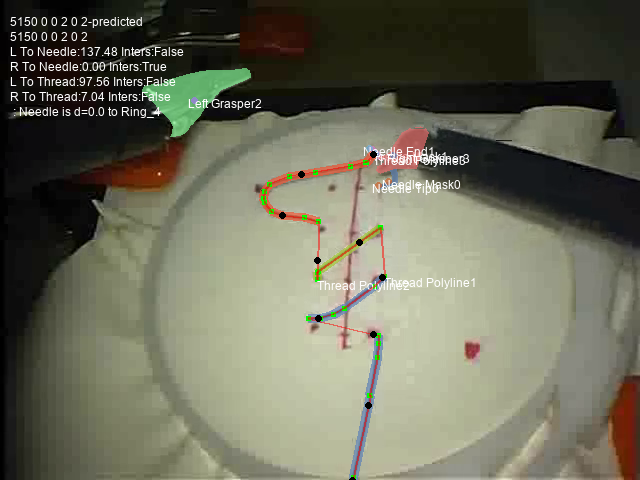 5150 0 0 2 0 2-predicted
5150 0 0 2 0 2
L To Needle:137.48 Inters:False
R To Needle:0.00 Inters:True
L To Thread:97.56 Inters:False
R To Thread:7.04 Inters:False
: Needle is d=0.0 to Ring_4
Left Grasper2
Needle End1
Thread Polyline3
Needle Mask0
Needle Tip0
Thread Polyline2
Thread Polyline1